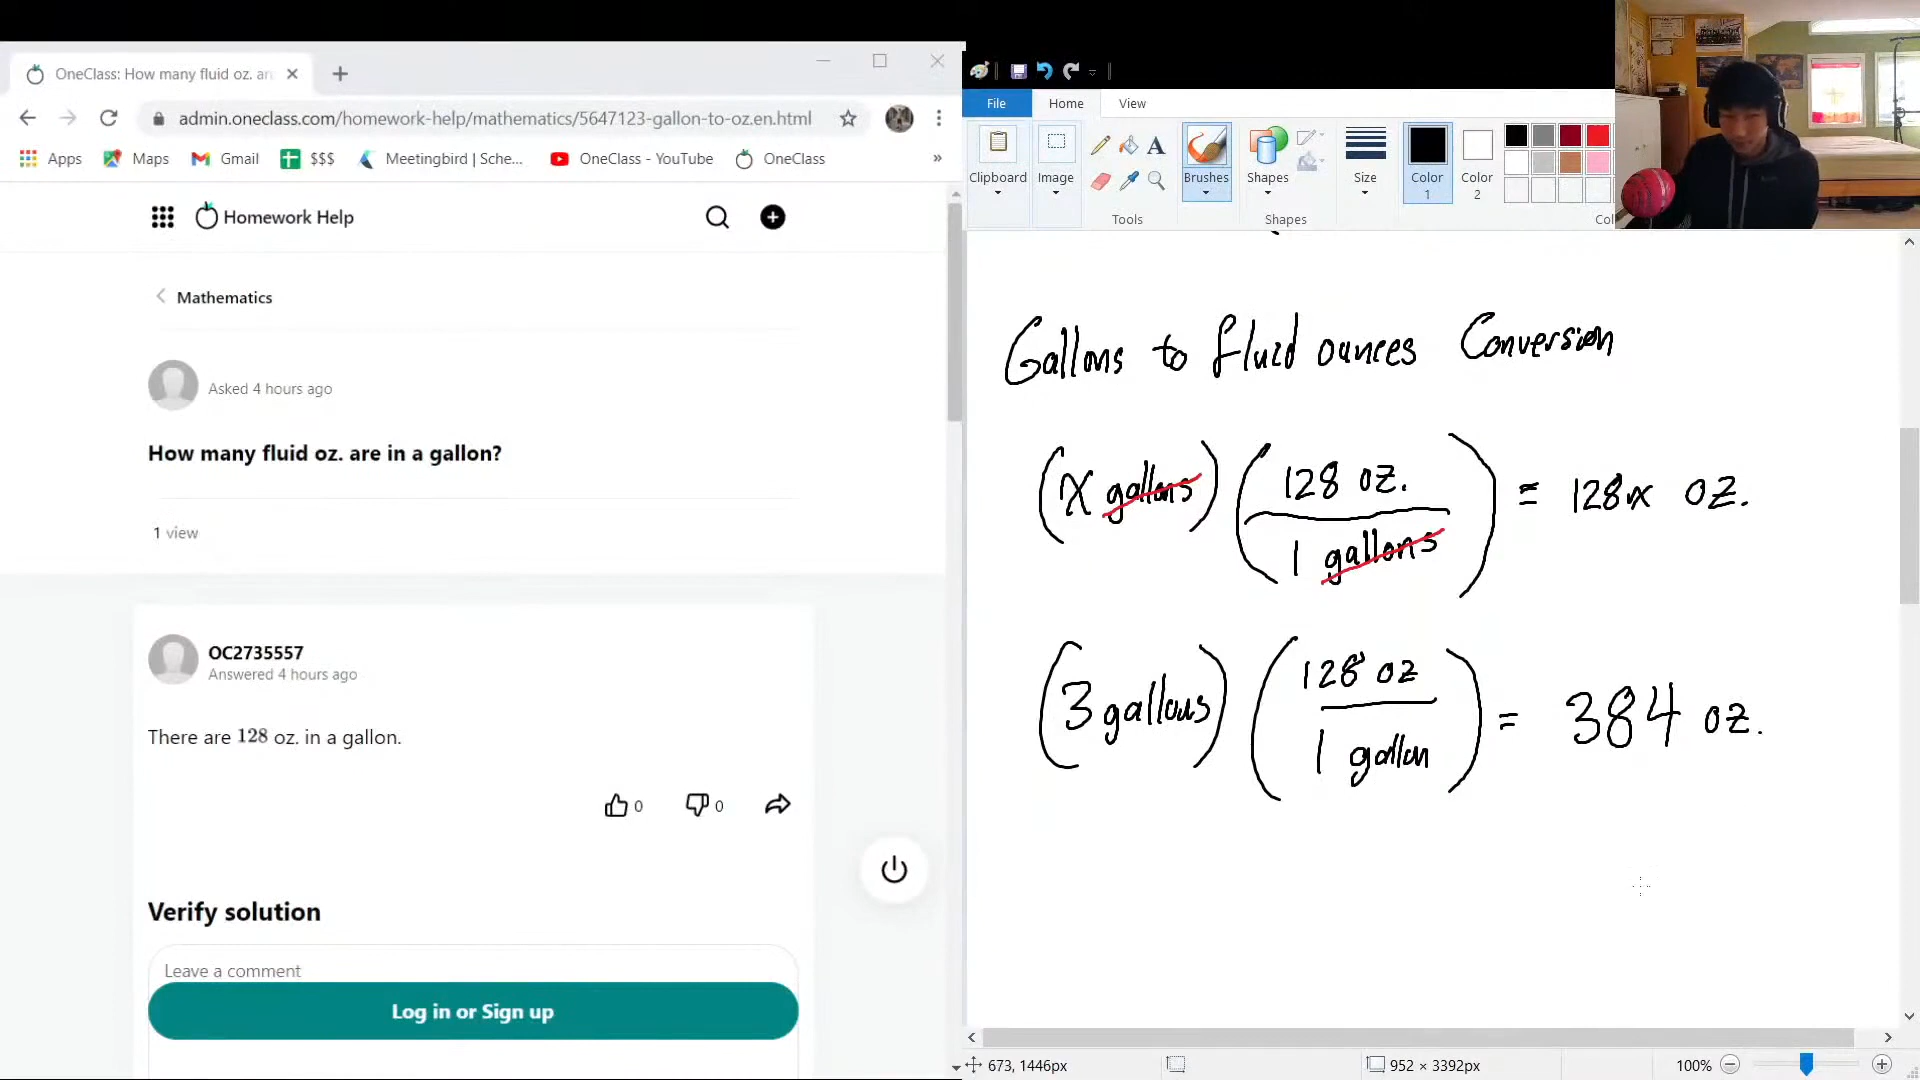 OneClass: How many fluid oz. ar
admin.oneclass.com/homework-help/mathematics/5647123-gallon-to-oz.en.html
Apps Maps Gmail $$$ Meetingbird | Sche... OneClass - YouTube OneClass »
Homework Help
Mathematics
Asked 4 hours ago
How many fluid oz. are in a gallon?
1 view
OC2735557
Answered 4 hours ago
There are 128 oz. in a gallon.
0 0
Verify solution
Leave a comment
Log in or Sign up
File Home View
Clipboard Image Brushes Shapes Size Color 1 Color 2
Tools Shapes Col
Gallons to fluid ounces Conversion
(x gallons) (128 oz. / 1 gallons) = 128x oz.
(3 gallons) (128 oz / 1 gallon) = 384 oz.
673, 1446px 952 × 3392px 100%